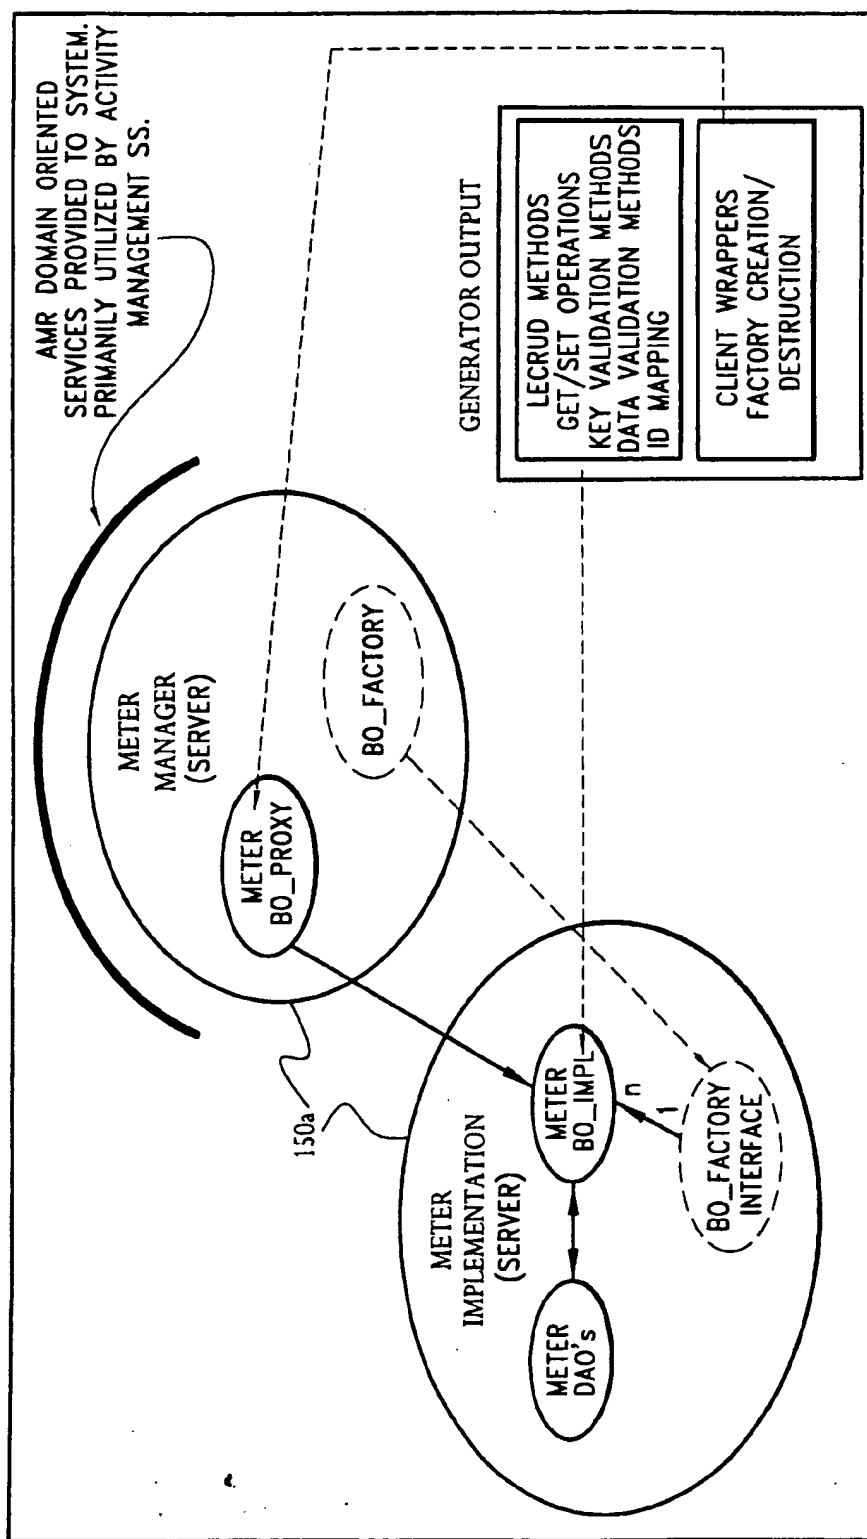 AMR DOMAIN ORIENTED
SERVICES PROVIDED TO SYSTEM.
PRIMANILY UTILIZED BY ACTIVITY
MANAGEMENT SS.
METER
MANAGER
(SERVER)
METER
BO_PROXY
BO_FACTORY
150a
METER
IMPLEMENTATION
(SERVER)
METER
DAO's
METER
BO_IMPL
n
1
BO_FACTORY
INTERFACE
GENERATOR OUTPUT
LECRUD METHODS
GET/SET OPERATIONS
KEY VALIDATION METHODS
DATA VALIDATION METHODS
ID MAPPING
CLIENT WRAPPERS
FACTORY CREATION/
DESTRUCTION